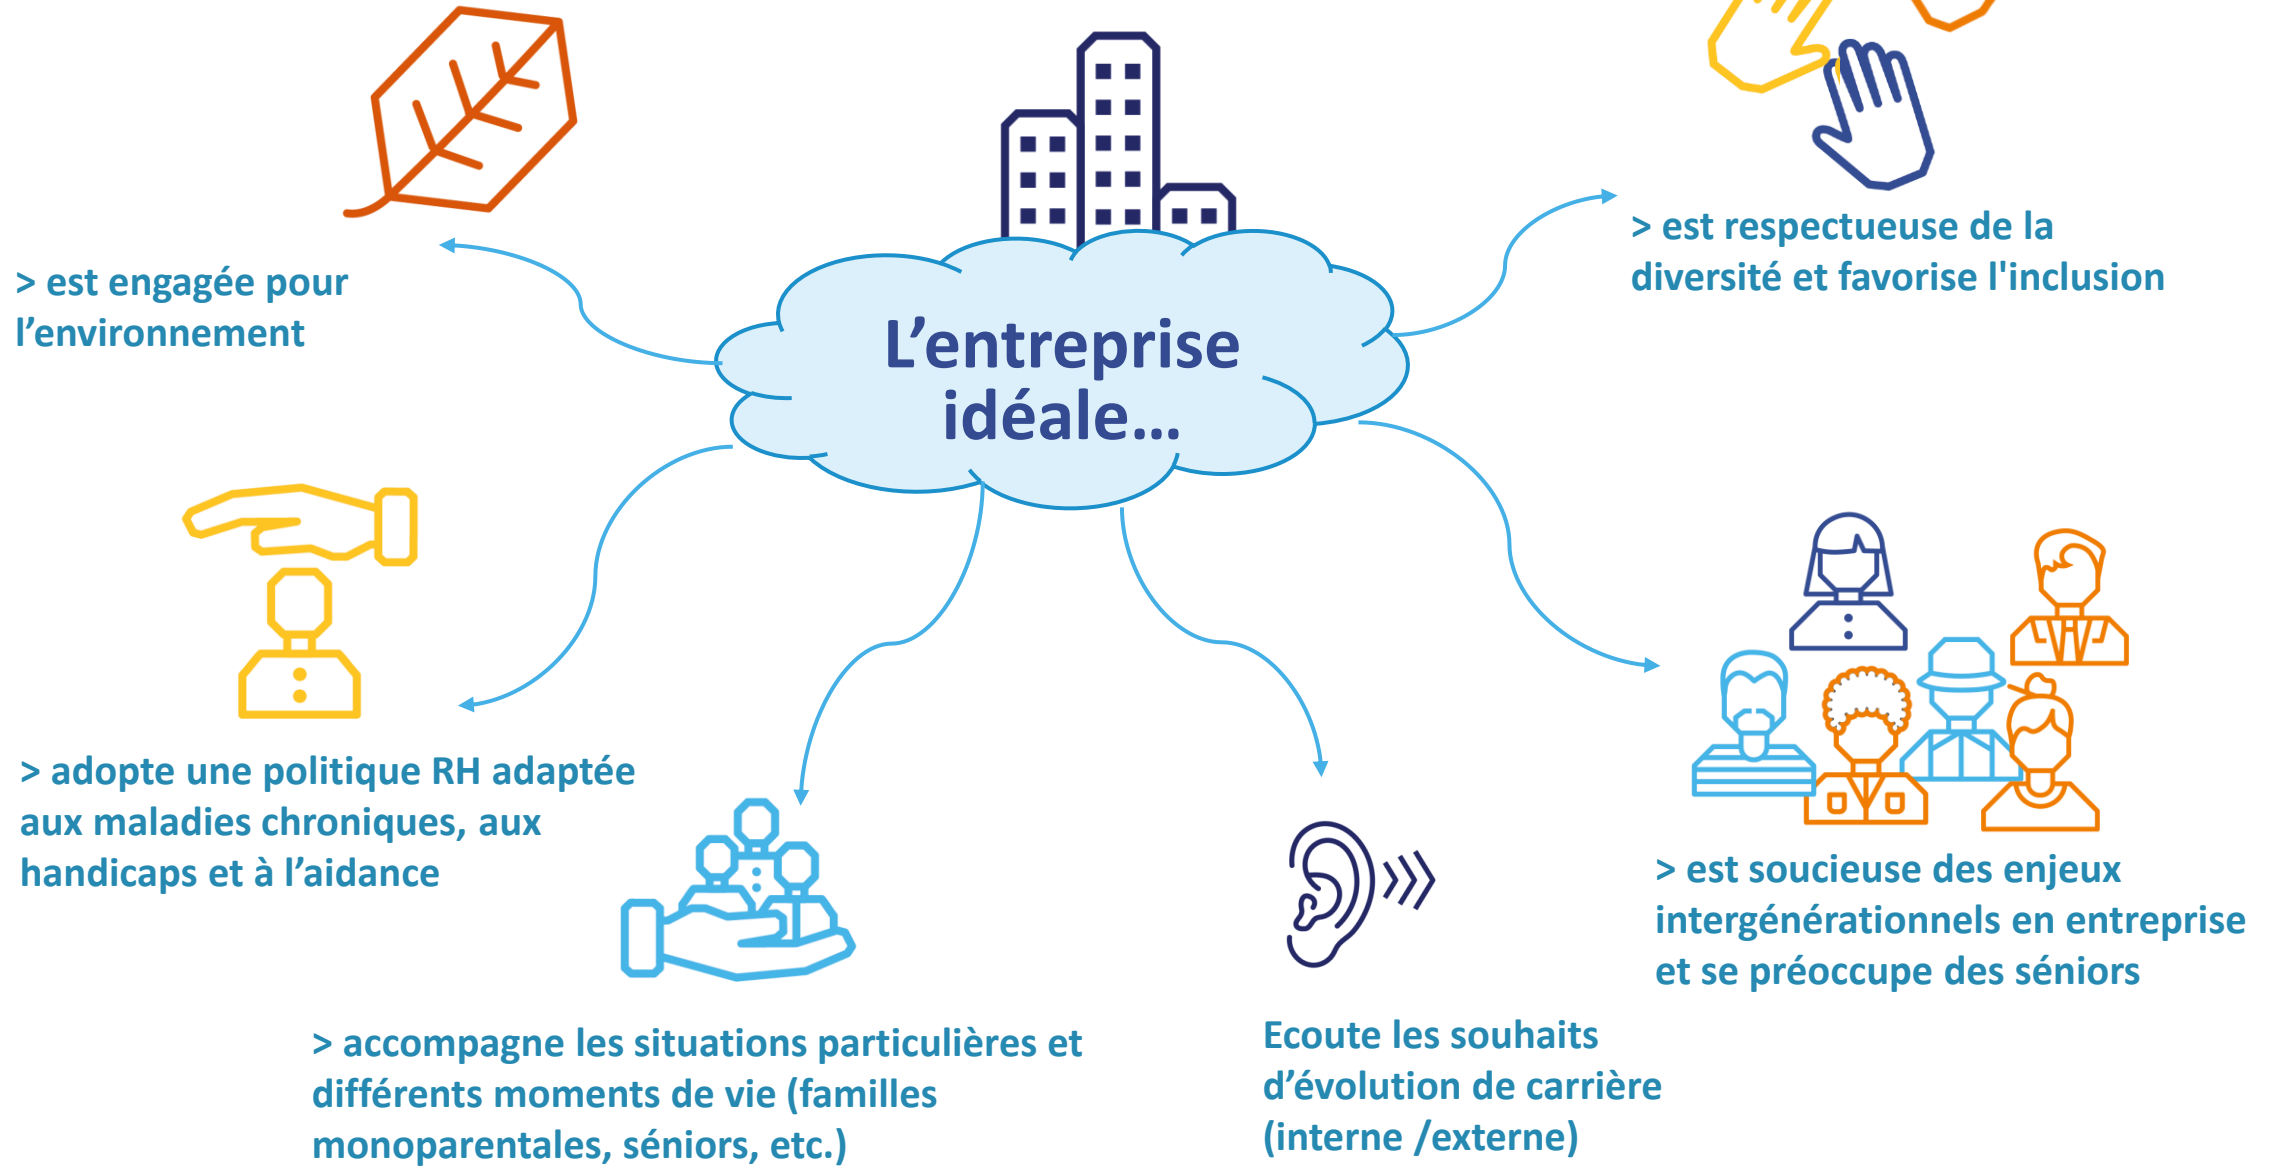 L’entreprise
idéale…
> est engagée pour
l’environnement
> est respectueuse de la
diversité et favorise l'inclusion
> adopte une politique RH adaptée
aux maladies chroniques, aux
handicaps et à l’aidance
> est soucieuse des enjeux
intergénérationnels en entreprise
et se préoccupe des séniors
> accompagne les situations particulières et
différents moments de vie (familles
monoparentales, séniors, etc.)
Ecoute les souhaits
d’évolution de carrière
(interne /externe)